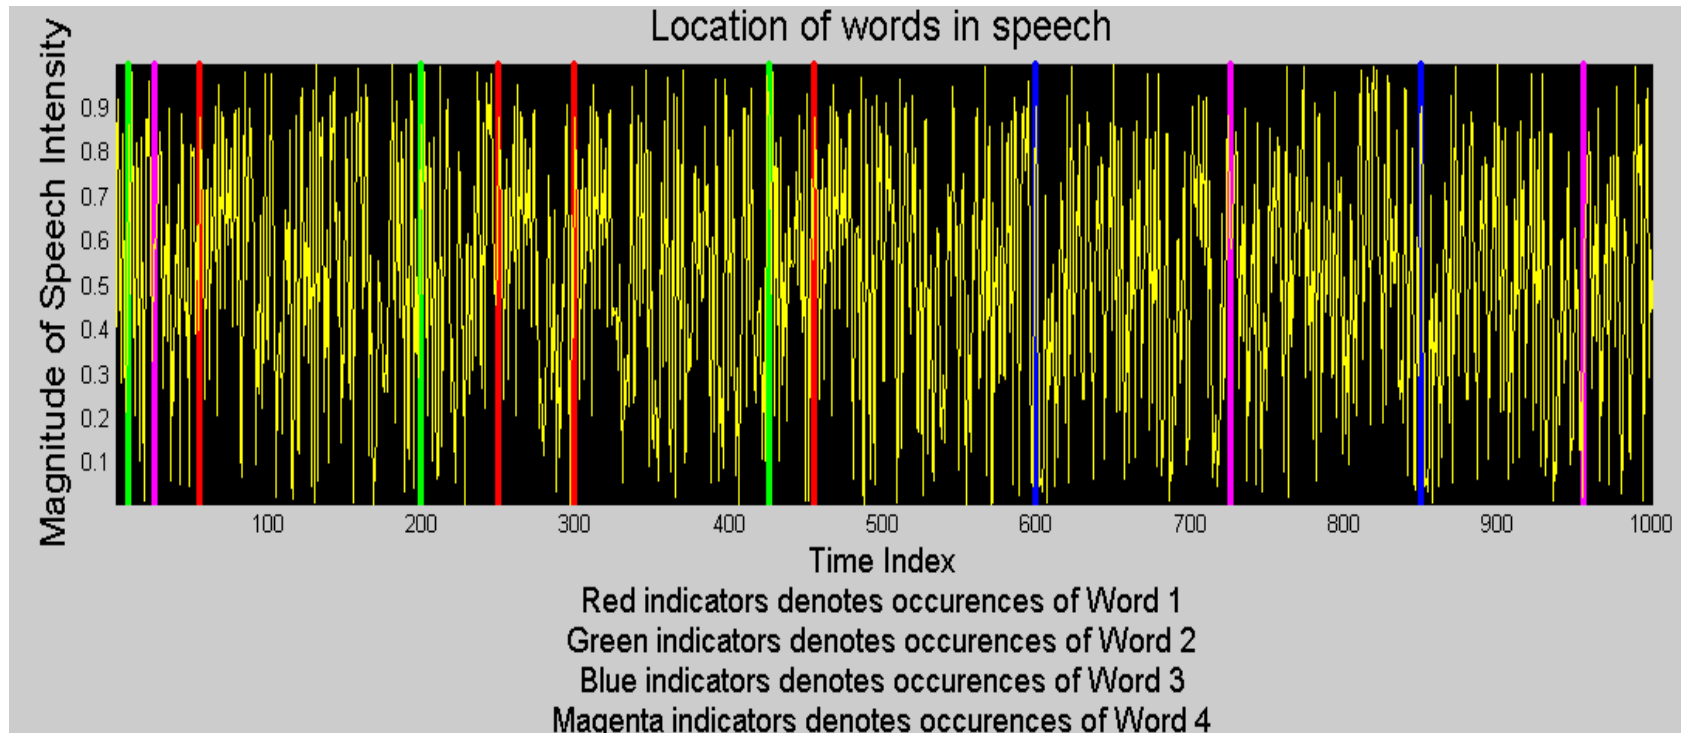 Location of words in speech
Magnitude of Speech Intensity
0.9
0.8
0.7
0.6
0.5
0.4
0.3
0.2
0.1
100 200 300 400 500 600 700 800 900 1000
Time Index
Red indicators denotes occurences of Word 1
Green indicators denotes occurences of Word 2
Blue indicators denotes occurences of Word 3
Magenta indicators denotes occurences of Word 4